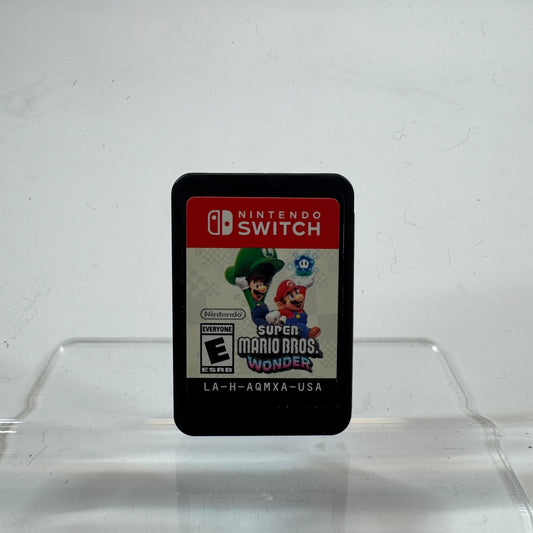 NINTENDO
SWITCH
L
Nintendo
EVERYONE
E
ESRB
SUPER
MARIO BROS.
WONDER
LA-H-AQMXA-USA